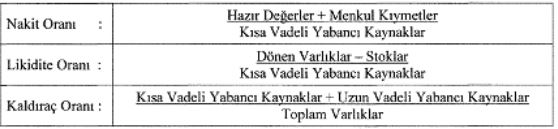 Nakit Oranı : Hazır Değerler + Menkul Kıymetler
Kısa Vadeli Yabancı Kaynaklar
Likidite Oranı : Dönen Varlıklar – Stoklar
Kısa Vadeli Yabancı Kaynaklar
Kaldıraç Oranı : Kısa Vadeli Yabancı Kaynaklar + Uzun Vadeli Yabancı Kaynaklar
Toplam Varlıklar